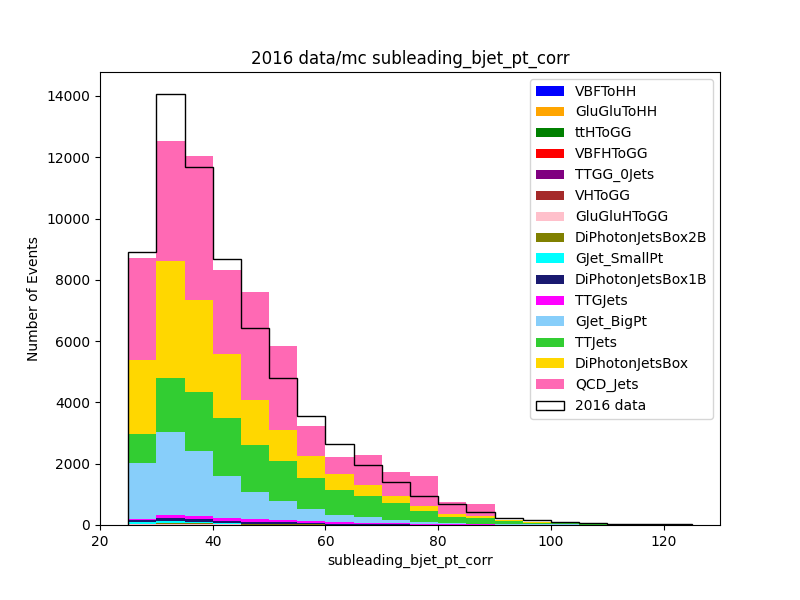 2016 data/mc subleading_bjet_pt_corr
Number of Events
14000
12000
10000
8000
6000
4000
2000
0
20
40
60
80
100
120
subleading_bjet_pt_corr
VBFToHH
GluGluToHH
ttHToGG
VBFHToGG
TTGG_0Jets
VHToGG
GluGluHToGG
DiPhotonJetsBox2B
GJet_SmallPt
DiPhotonJetsBox1B
TTGJets
GJet_BigPt
TTJets
DiPhotonJetsBox
QCD_Jets
2016 data